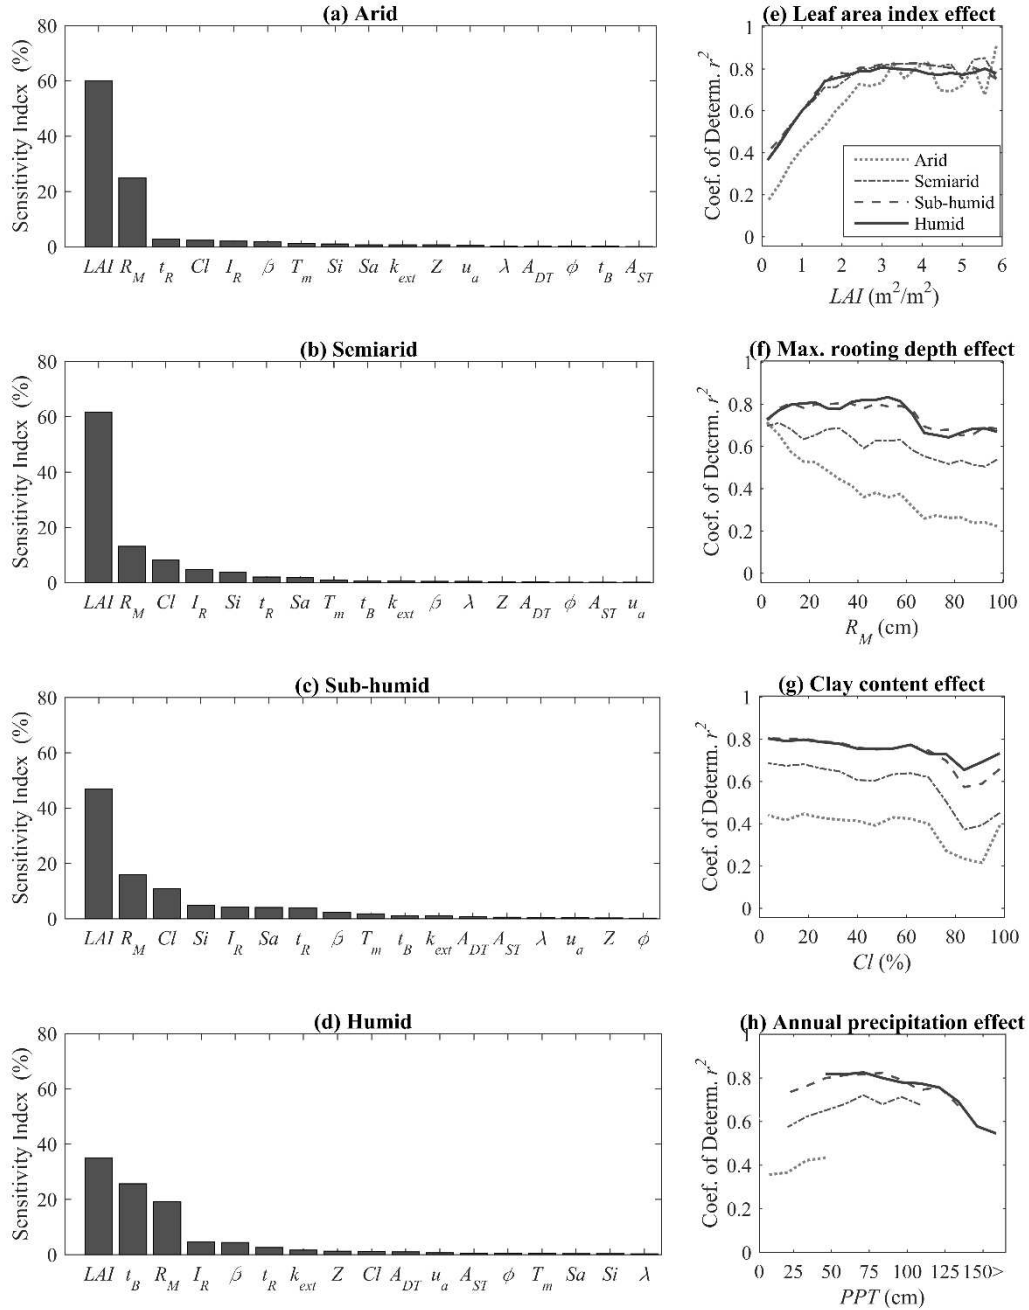 (a) Arid
Sensitivity Index (%)
80
60
40
20
0
LAI R_M t_R Cl I_R β T_m Si Sa k_ext Z u_a λ A_DT ϕ t_B A_ST
(b) Semiarid
Sensitivity Index (%)
80
60
40
20
0
LAI R_M Cl I_R Si t_R Sa T_m t_B k_ext β λ Z A_DT ϕ A_ST u_a
(c) Sub-humid
Sensitivity Index (%)
80
60
40
20
0
LAI R_M Cl Si I_R Sa t_R β T_m t_B k_ext A_DT A_ST λ u_a Z ϕ
(d) Humid
Sensitivity Index (%)
80
60
40
20
0
LAI t_B R_M I_R β t_R k_ext Z Cl A_DT u_a A_ST ϕ T_m Sa Si λ
(e) Leaf area index effect
Coef. of Determ. r²
1
0.8
0.6
0.4
0.2
0
Arid
Semiarid
Sub-humid
Humid
0 1 2 3 4 5 6
LAI (m²/m²)
(f) Max. rooting depth effect
Coef. of Determ. r²
1
0.8
0.6
0.4
0.2
0
0 20 40 60 80 100
R_M (cm)
(g) Clay content effect
Coef. of Determ. r²
1
0.8
0.6
0.4
0.2
0
0 20 40 60 80 100
Cl (%)
(h) Annual precipitation effect
Coef. of Determ. r²
1
0.8
0.6
0.4
0.2
0
25 50 75 100 125 150>
PPT (cm)